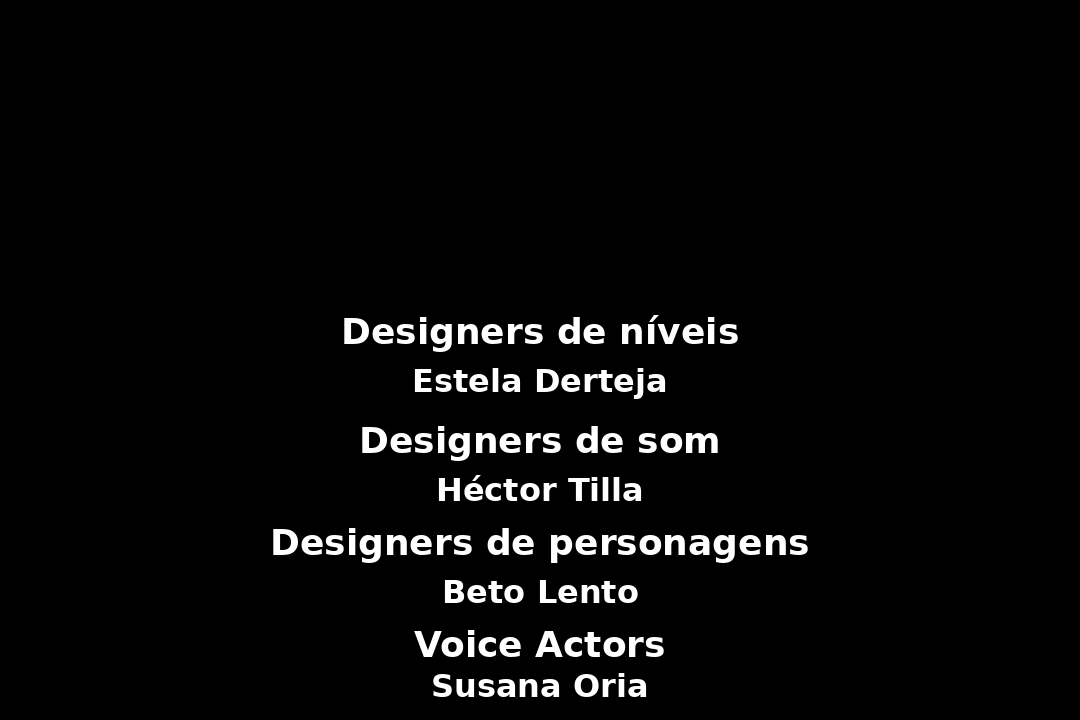 Designers de níveis
Estela Derteja
Designers de som
Héctor Tilla
Designers de personagens
Beto Lento
Voice Actors
Susana Oria